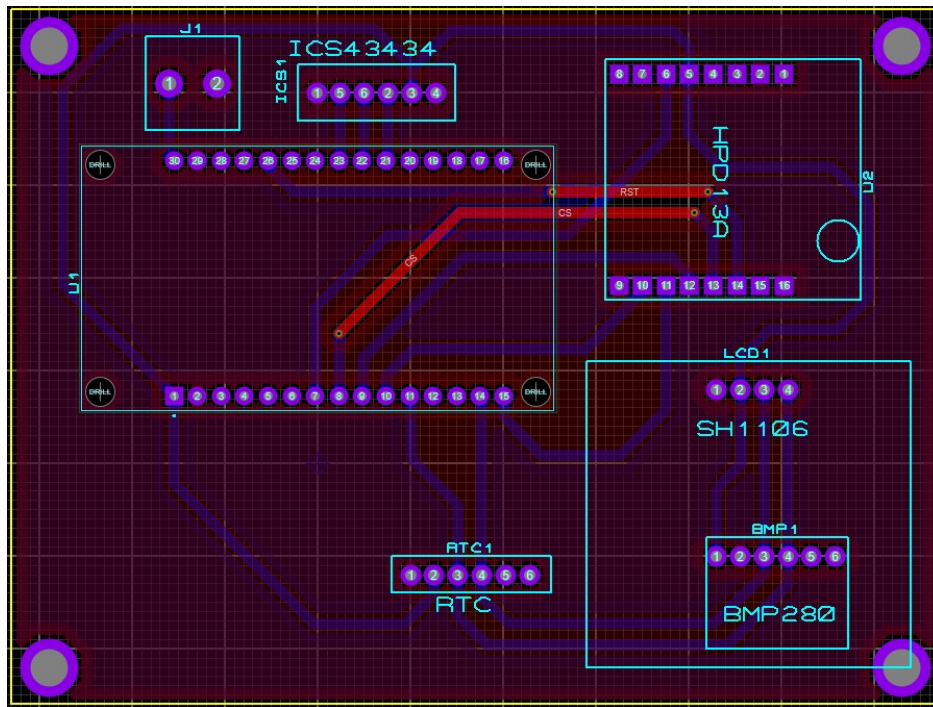 J1
ICS43434
ICS1
1 2
1 5 6 2 3 4
8 7 6 5 4 3 2 1
HPD13A
U2
DRILL
30 29 28 27 26 25 24 23 22 21 20 19 18 17 16
DRILL
RST
CS
CS
U1
9 10 11 12 13 14 15 16
LCD1
DRILL
1 2 3 4 5 6 7 8 9 10 11 12 13 14 15
DRILL
1 2 3 4
SH1106
BMP1
RTC1
1 2 3 4 5 6
1 2 3 4 5 6
RTC
BMP280